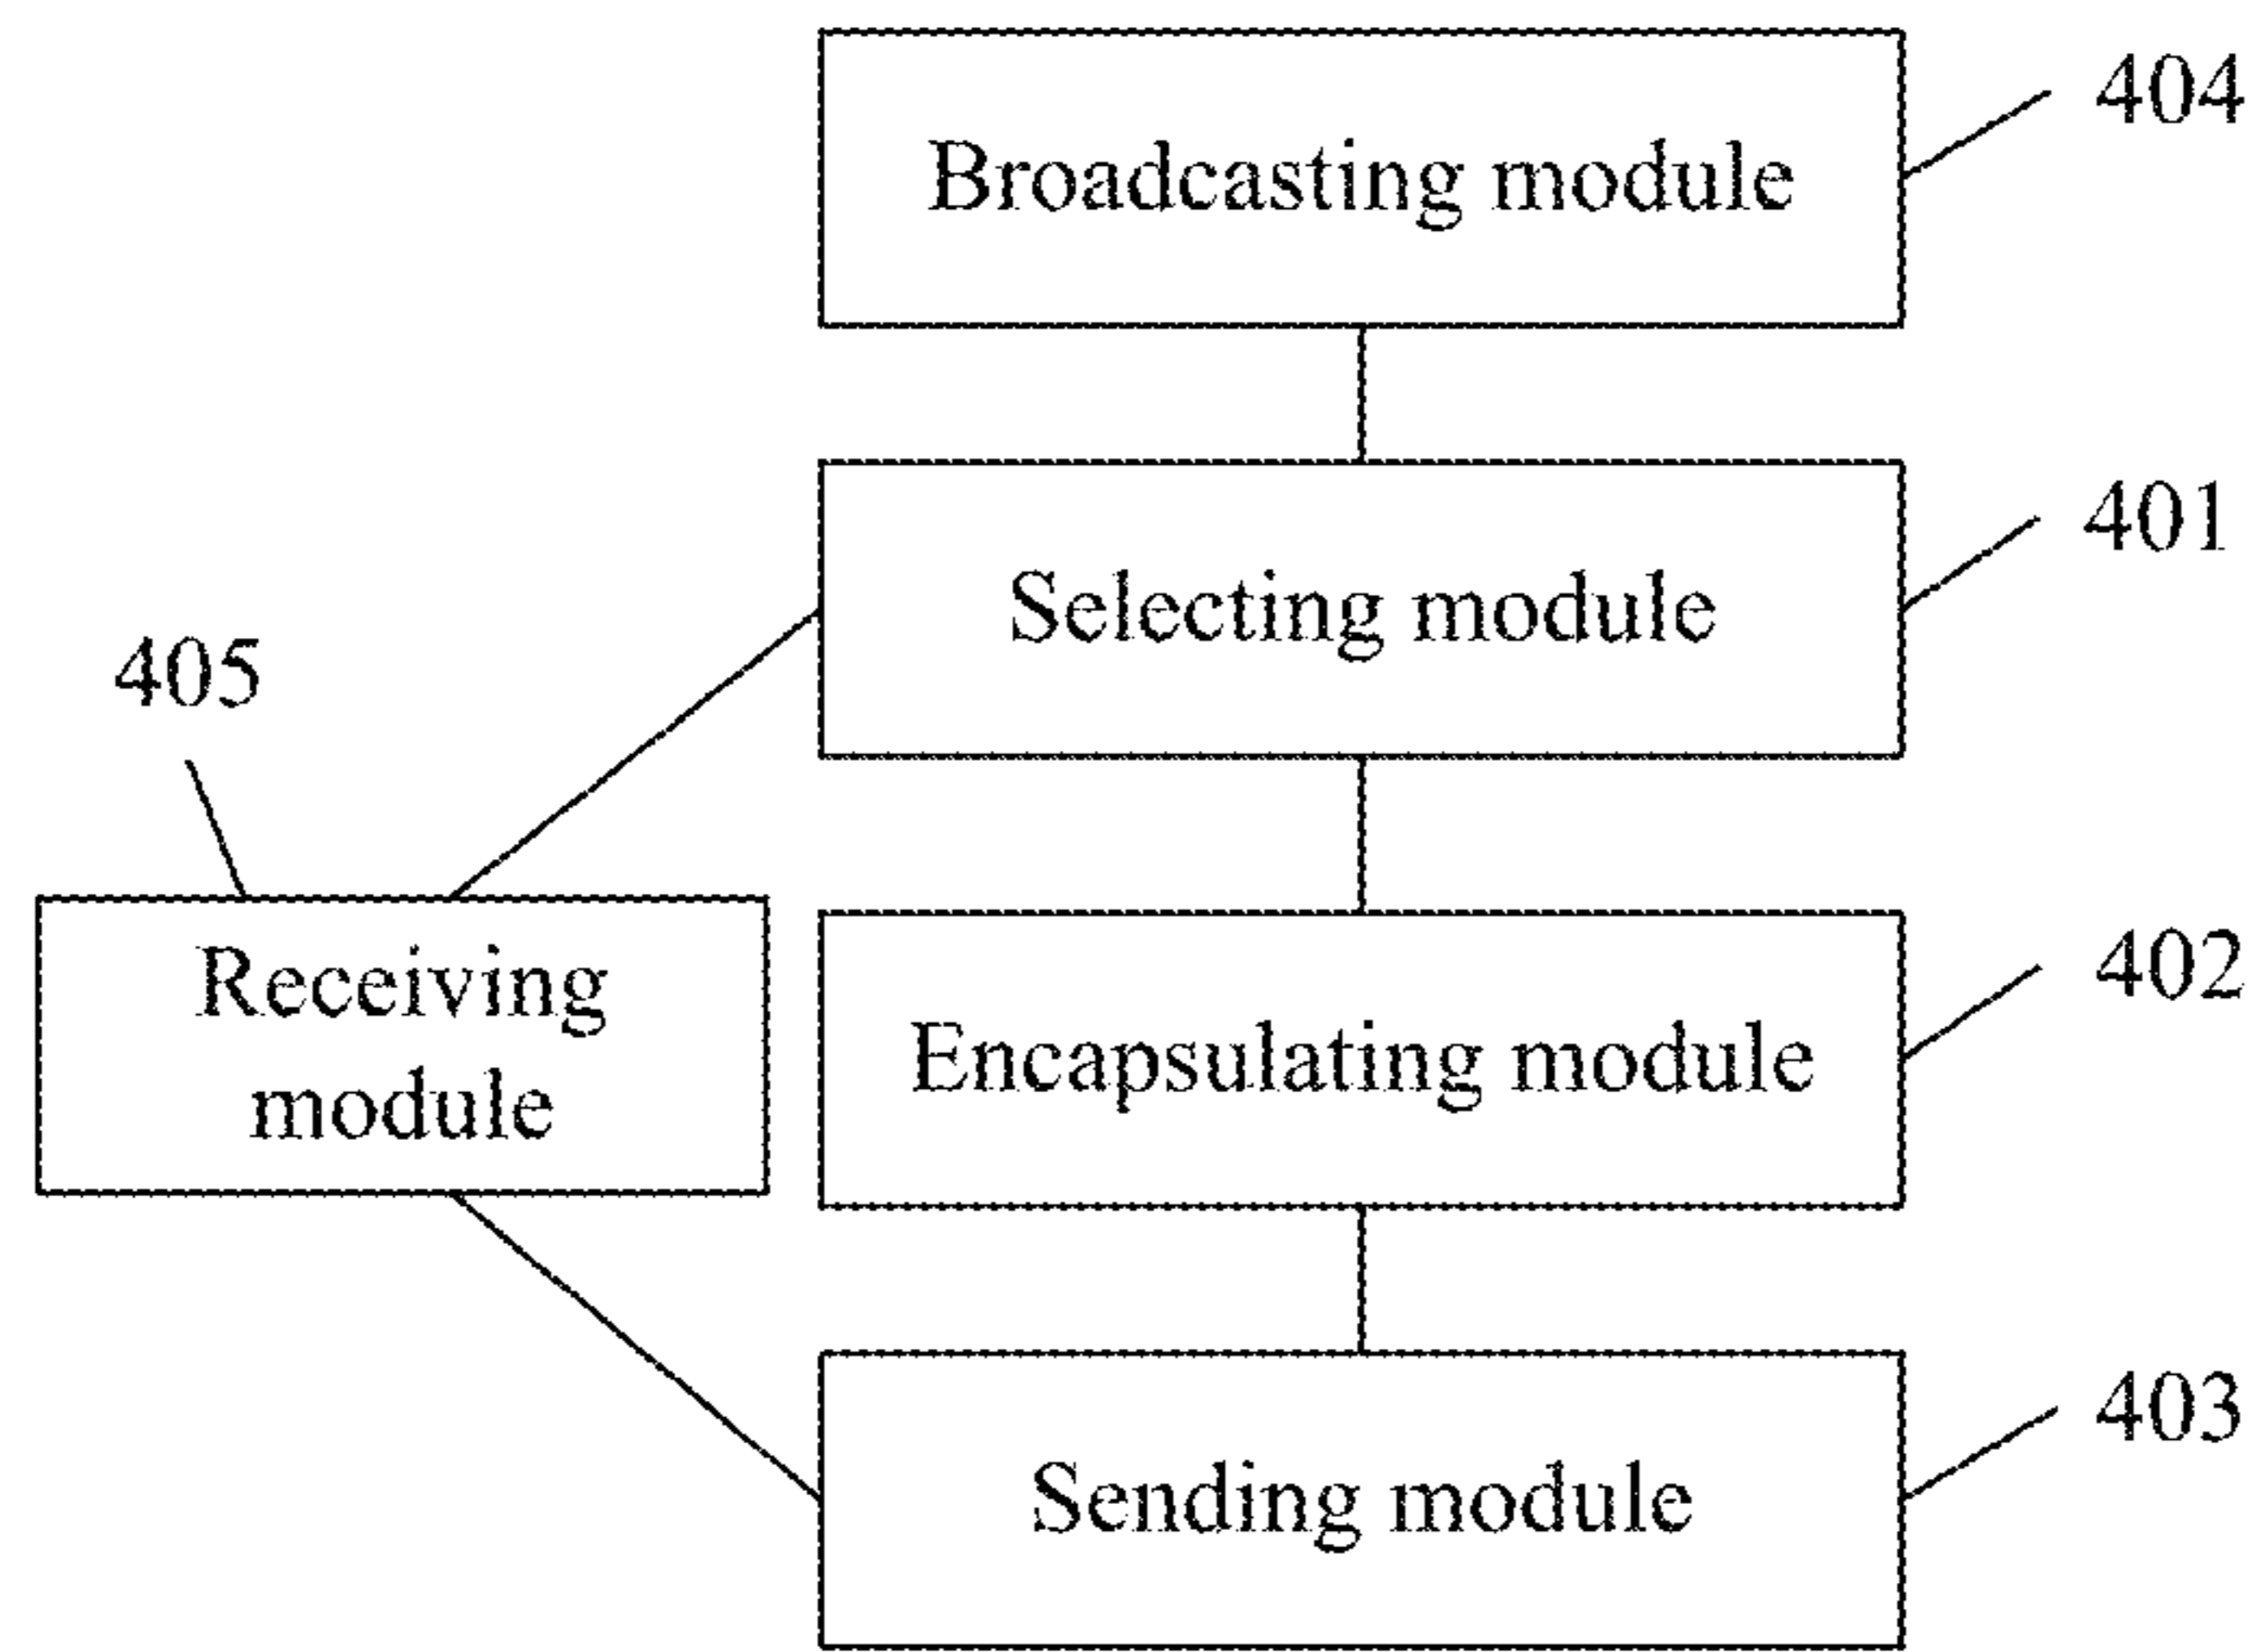 Broadcasting module
404
Selecting module
401
405
Receiving
module
Encapsulating module
402
Sending module
403